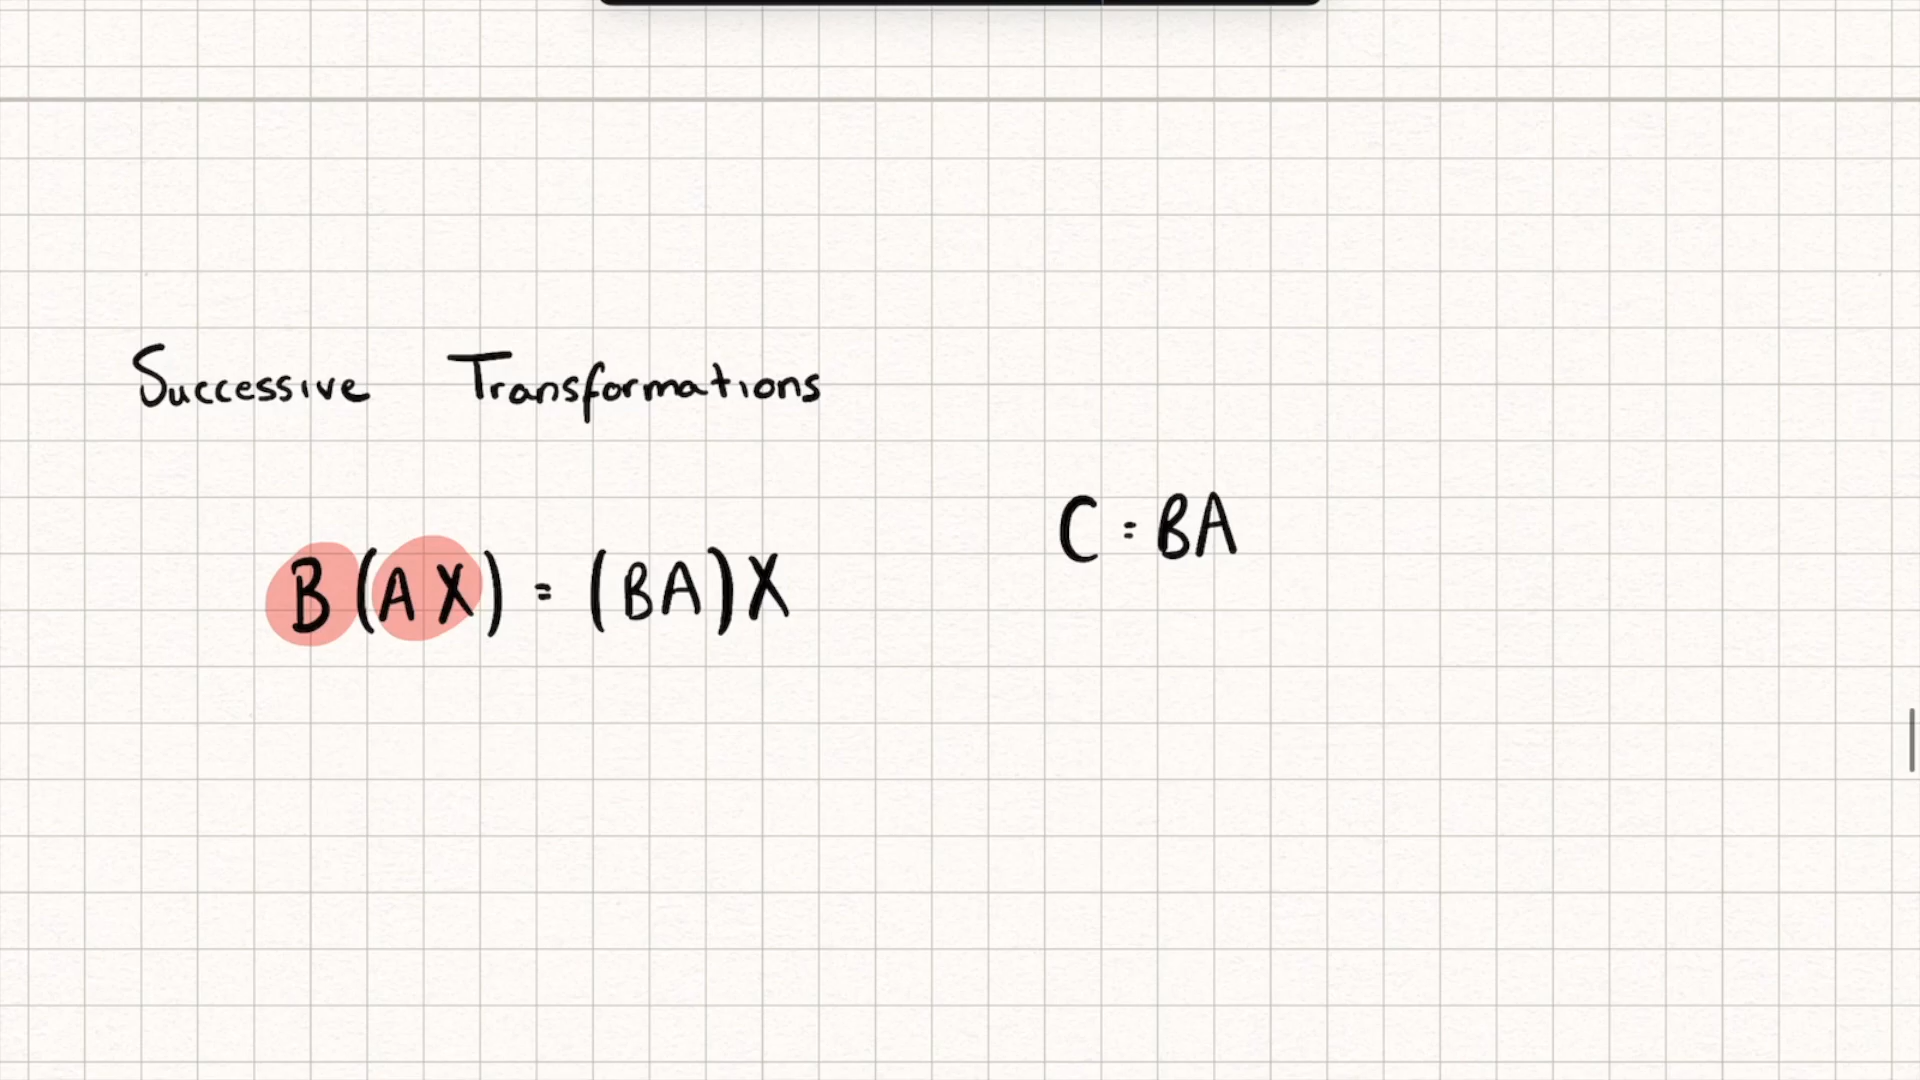 Successive Transformations
C = BA
B(AX) = (BA)X